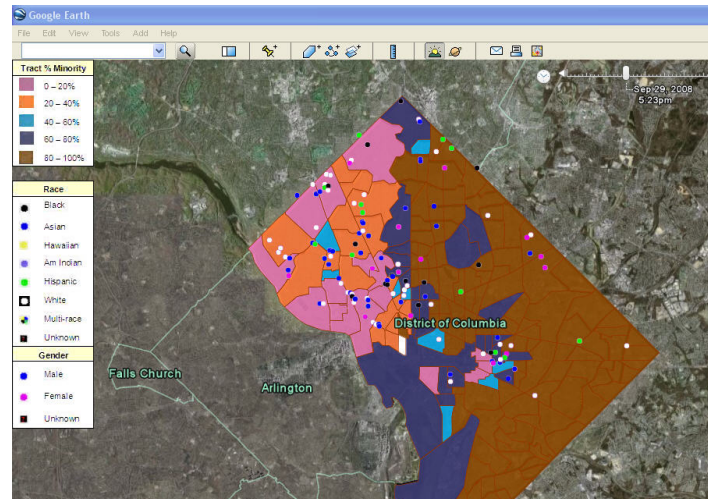 Google Earth
File Edit View Tools Add Help
Sep 29, 2008
5:23pm
Tract % Minority
0 – 20%
20 – 40%
40 – 60%
60 – 80%
80 – 100%
Race
Black
Asian
Hawaiian
Am Indian
Hispanic
White
Multi-race
Unknown
Gender
Male
Female
Unknown
District of Columbia
Falls Church
Arlington